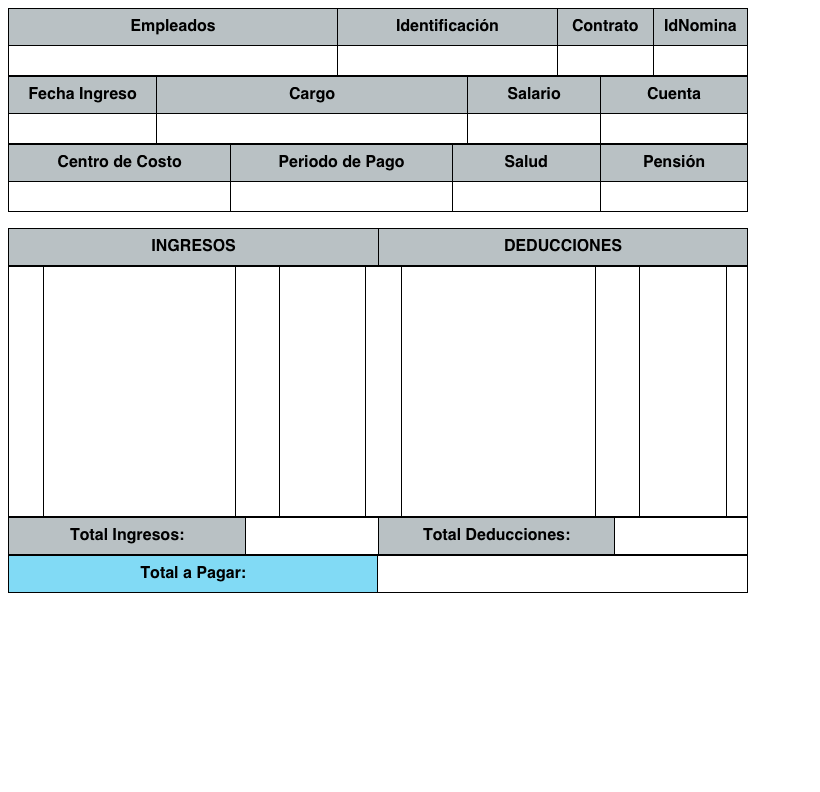 Empleados Identificación Contrato IdNomina
Fecha Ingreso Cargo Salario Cuenta
Centro de Costo Periodo de Pago Salud Pensión
INGRESOS DEDUCCIONES
Total Ingresos: Total Deducciones:
Total a Pagar: